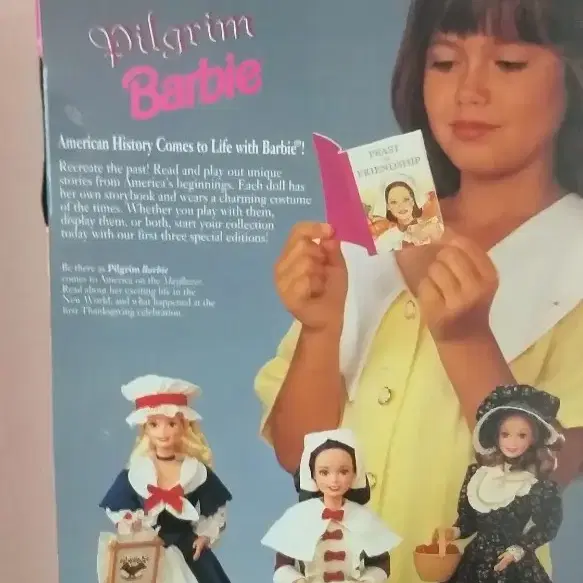 Pilgrim
Barbie
American History Comes to Life with Barbie™!
Recreate the past! Read and play out unique
stories from America's beginnings. Each doll has
her own storybook and wears a charming costume
of the times. Whether you play with them,
display them, or both, start your collection
today with our first three special editions!
Be there as Pilgrim Barbie
comes to America on the Mayflower.
Read about her exciting life in the
New World, and what happened at the
first Thanksgiving celebration.
FEAST
FRIENDSHIP